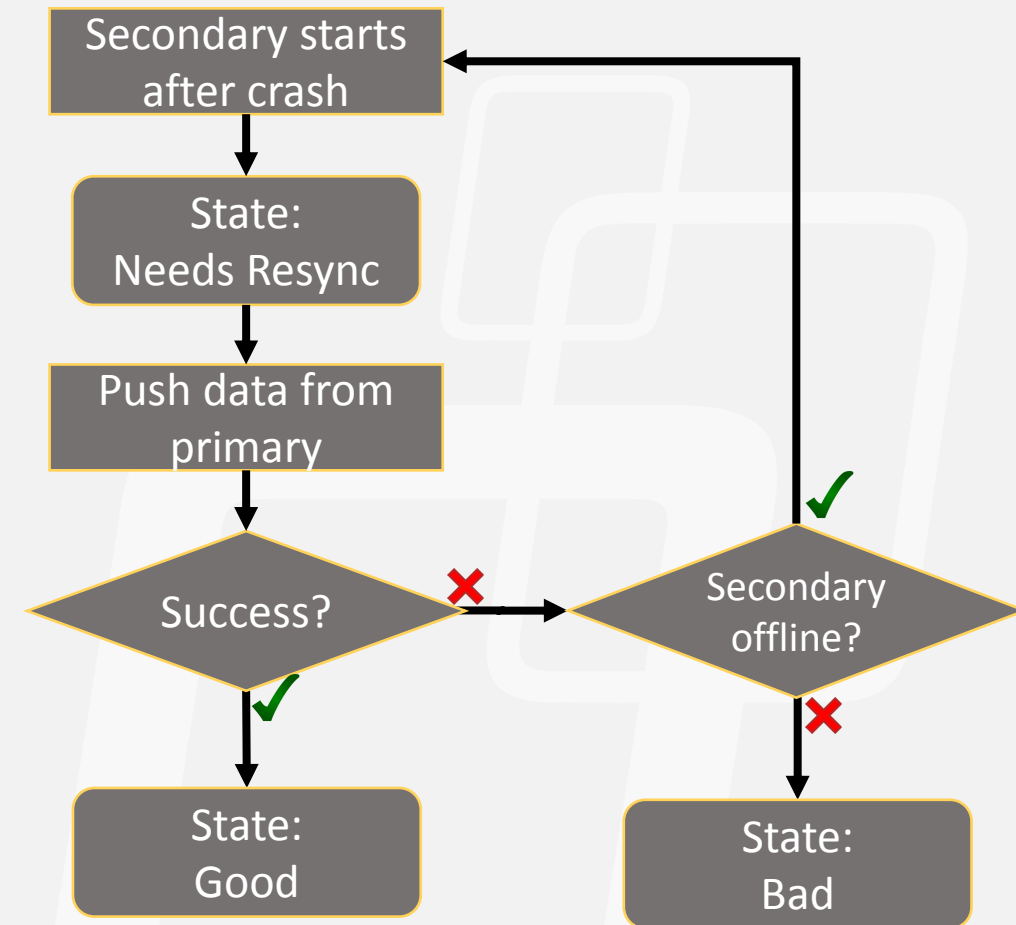 Secondary starts
after crash
State:
Needs Resync
Push data from
primary
Success?
Secondary
offline?
State:
Good
State:
Bad